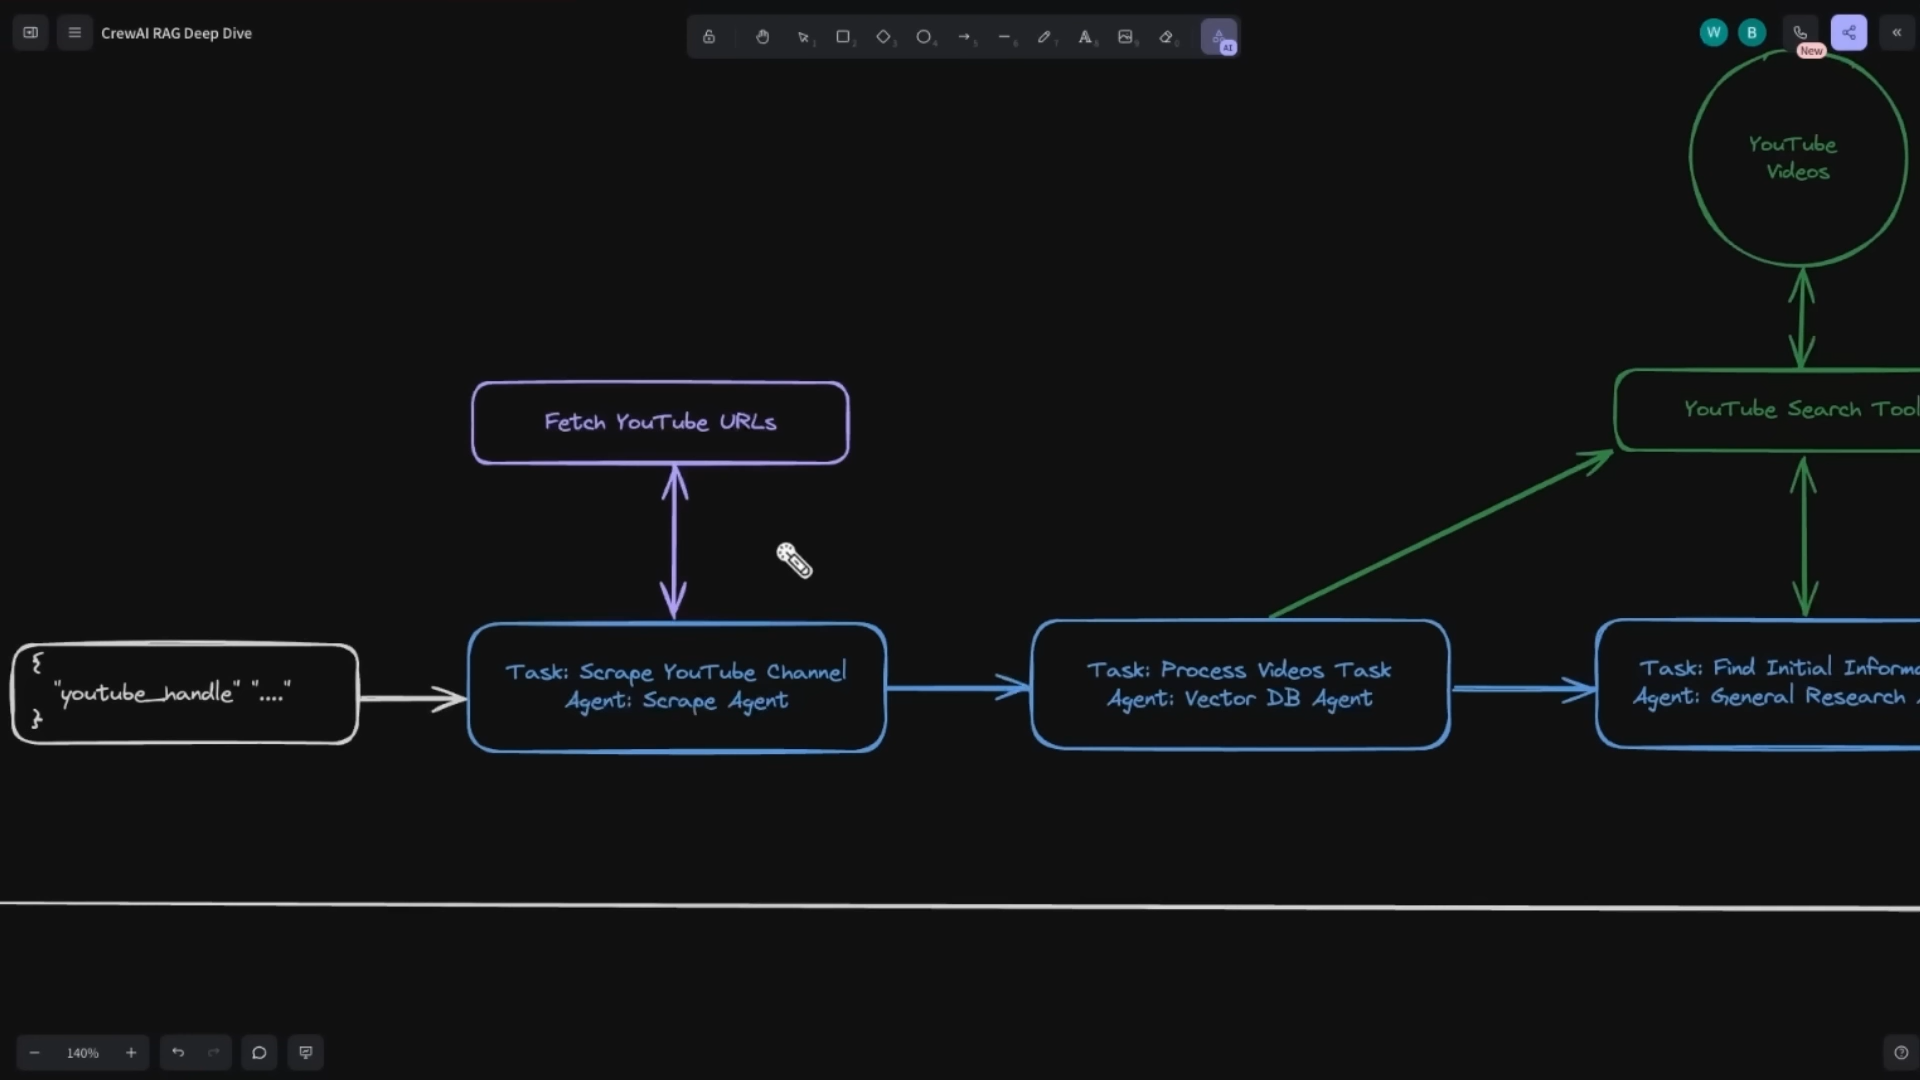 CrewAI RAG Deep Dive
AI
W
B
New
YouTube
Videos
YouTube Search Tool
Fetch YouTube URLs
{
"youtube_handle" "...."
}
Task: Scrape YouTube Channel
Agent: Scrape Agent
Task: Process Videos Task
Agent: Vector DB Agent
Task: Find Initial Informa
Agent: General Research
140%